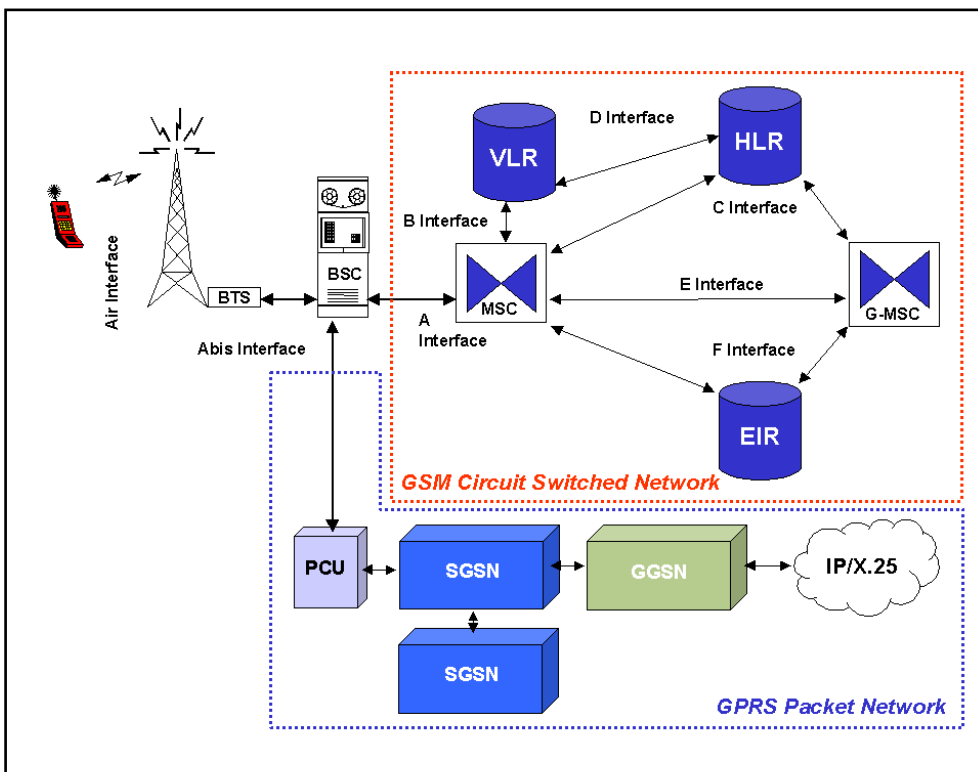 D Interface
HLR
VLR
B Interface
C Interface
Air Interface
BSC
BTS
MSC
E Interface
G-MSC
A
Interface
Abis Interface
F Interface
EIR
GSM Circuit Switched Network
PCU
SGSN
GGSN
IP/X.25
SGSN
GPRS Packet Network